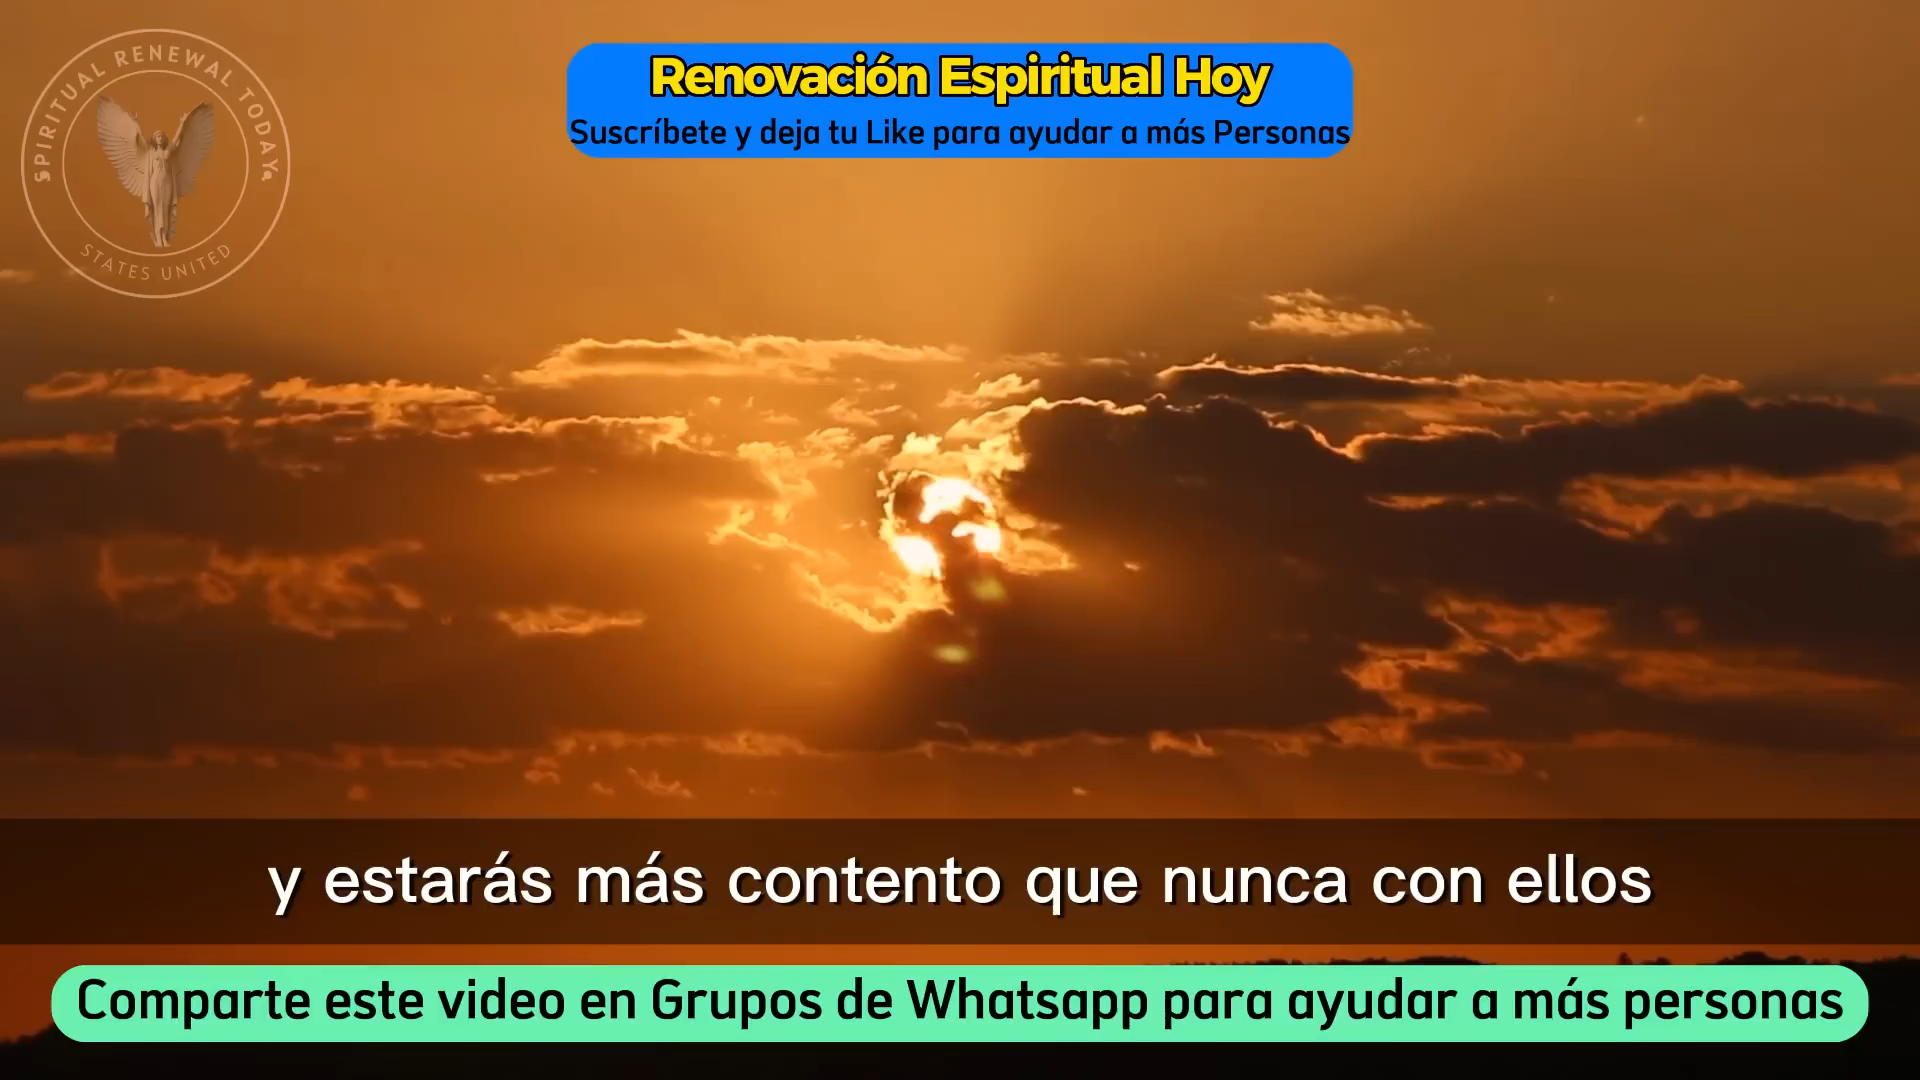 SPIRITUAL RENEWAL TODAY
STATES UNITED
Renovación Espiritual Hoy
Suscríbete y deja tu Like para ayudar a más Personas
y estarás más contento que nunca con ellos
Comparte este video en Grupos de Whatsapp para ayudar a más personas